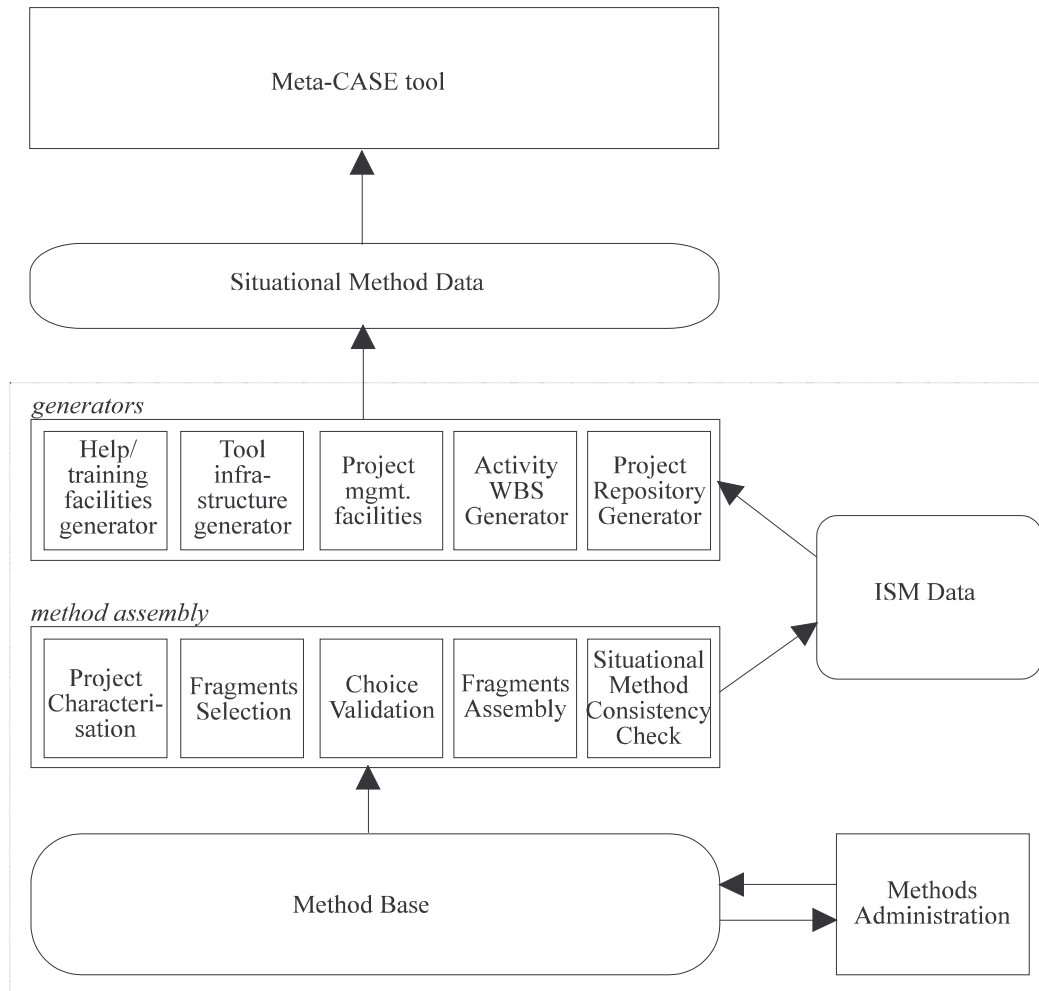 Meta-CASE tool
Situational Method Data
generators
Help/
training
facilities
generator
Tool
infra-
structure
generator
Project
mgmt.
facilities
Activity
WBS
Generator
Project
Repository
Generator
ISM Data
method assembly
Project
Characteri-
sation
Fragments
Selection
Choice
Validation
Fragments
Assembly
Situational
Method
Consistency
Check
Method Base
Methods
Administration